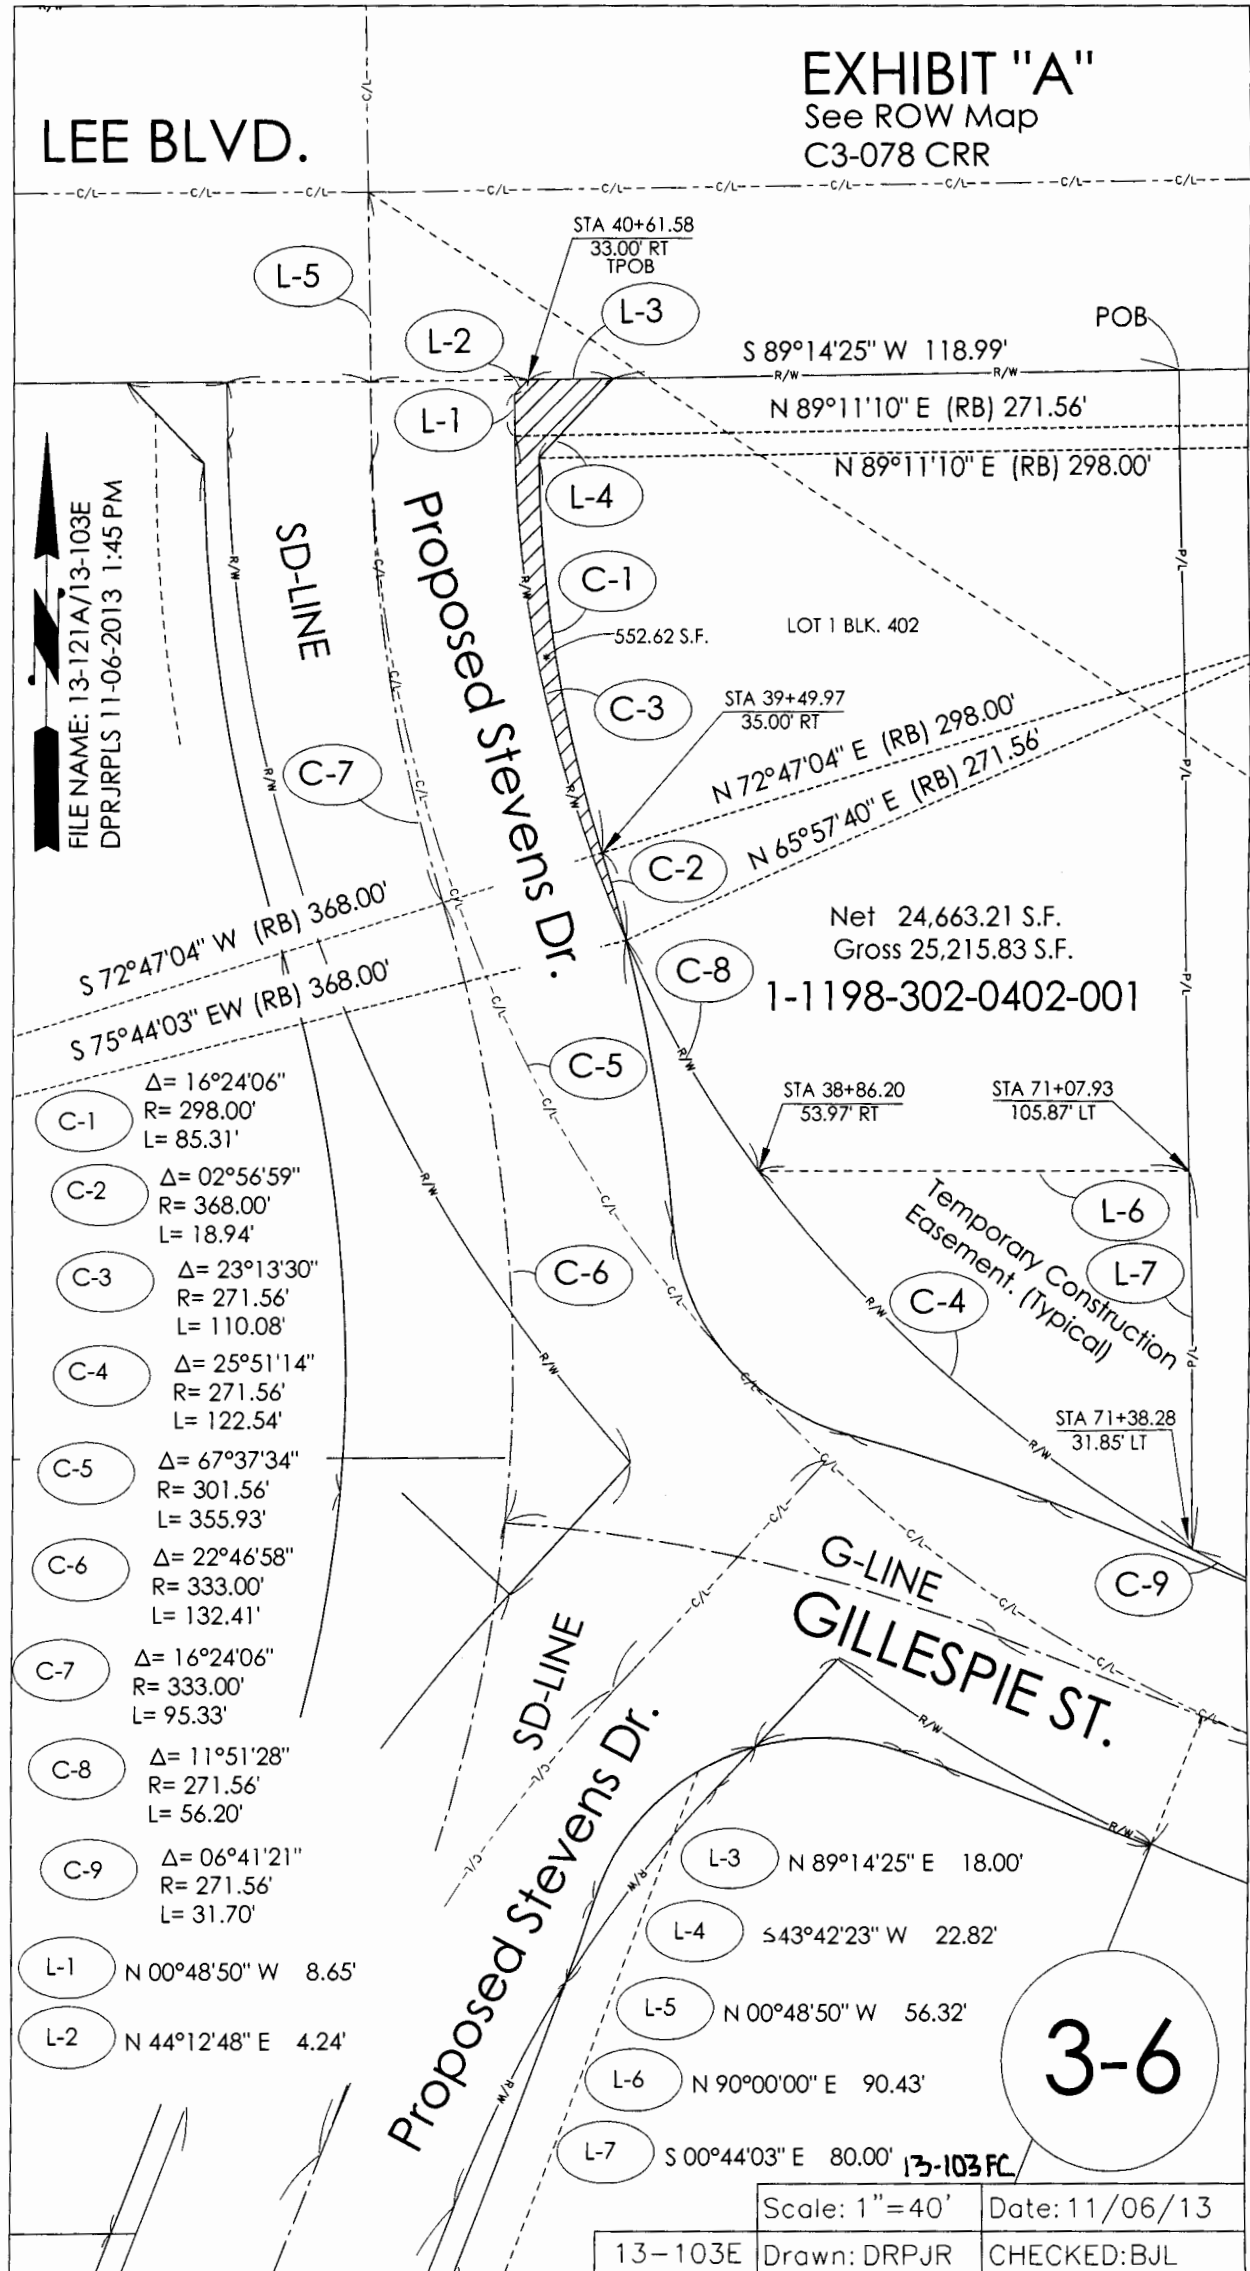 EXHIBIT "A"
See ROW Map
C3-078 CRR
LEE BLVD.
STA 40+61.58
33.00' RT
TPOB
L-5
L-3
L-2
POB
S 89°14'25" W 118.99'
L-1
N 89°11'10" E (RB) 271.56'
N 89°11'10" E (RB) 298.00'
L-4
FILE NAME: 13-121A/13-103E
DPRJRPLS 11-06-2013 1:45 PM
SD-LINE
Proposed Stevens Dr.
C-1
552.62 S.F.
LOT 1 BLK. 402
C-3
STA 39+49.97
35.00' RT
N 72°47'04" E (RB) 298.00'
N 65°57'40" E (RB) 271.56'
C-7
C-2
S 72°47'04" W (RB) 368.00'
S 75°44'03" EW (RB) 368.00'
Net 24,663.21 S.F.
Gross 25,215.83 S.F.
1-1198-302-0402-001
C-8
C-5
STA 38+86.20
53.97' RT
STA 71+07.93
105.87' LT
L-6
Temporary Construction
Easement. (Typical)
L-7
C-6
C-4
STA 71+38.28
31.85' LT
C-9
G-LINE
GILLESPIE ST.
SD-LINE
Proposed Stevens Dr.
C-1
Δ= 16°24'06"
R= 298.00'
L= 85.31'
C-2
Δ= 02°56'59"
R= 368.00'
L= 18.94'
C-3
Δ= 23°13'30"
R= 271.56'
L= 110.08'
C-4
Δ= 25°51'14"
R= 271.56'
L= 122.54'
C-5
Δ= 67°37'34"
R= 301.56'
L= 355.93'
C-6
Δ= 22°46'58"
R= 333.00'
L= 132.41'
C-7
Δ= 16°24'06"
R= 333.00'
L= 95.33'
C-8
Δ= 11°51'28"
R= 271.56'
L= 56.20'
C-9
Δ= 06°41'21"
R= 271.56'
L= 31.70'
L-1 N 00°48'50" W 8.65'
L-2 N 44°12'48" E 4.24'
L-3 N 89°14'25" E 18.00'
L-4 S43°42'23" W 22.82'
L-5 N 00°48'50" W 56.32'
L-6 N 90°00'00" E 90.43'
L-7 S 00°44'03" E 80.00'
3-6
13-103 FC
Scale: 1"=40' Date: 11/06/13
13-103E Drawn: DRPJR CHECKED:BJL